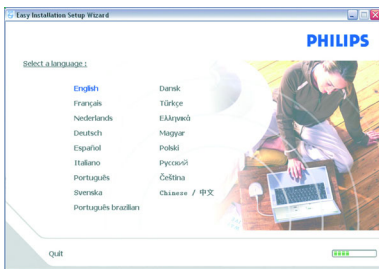 Easy Installation Setup Wizard
PHILIPS
Select a language :
English
Français
Nederlands
Deutsch
Español
Italiano
Português
Svenska
Português brazilian
Dansk
Türkçe
Ελληνικά
Magyar
Polski
Русский
Čeština
Chinese / 中文
Quit